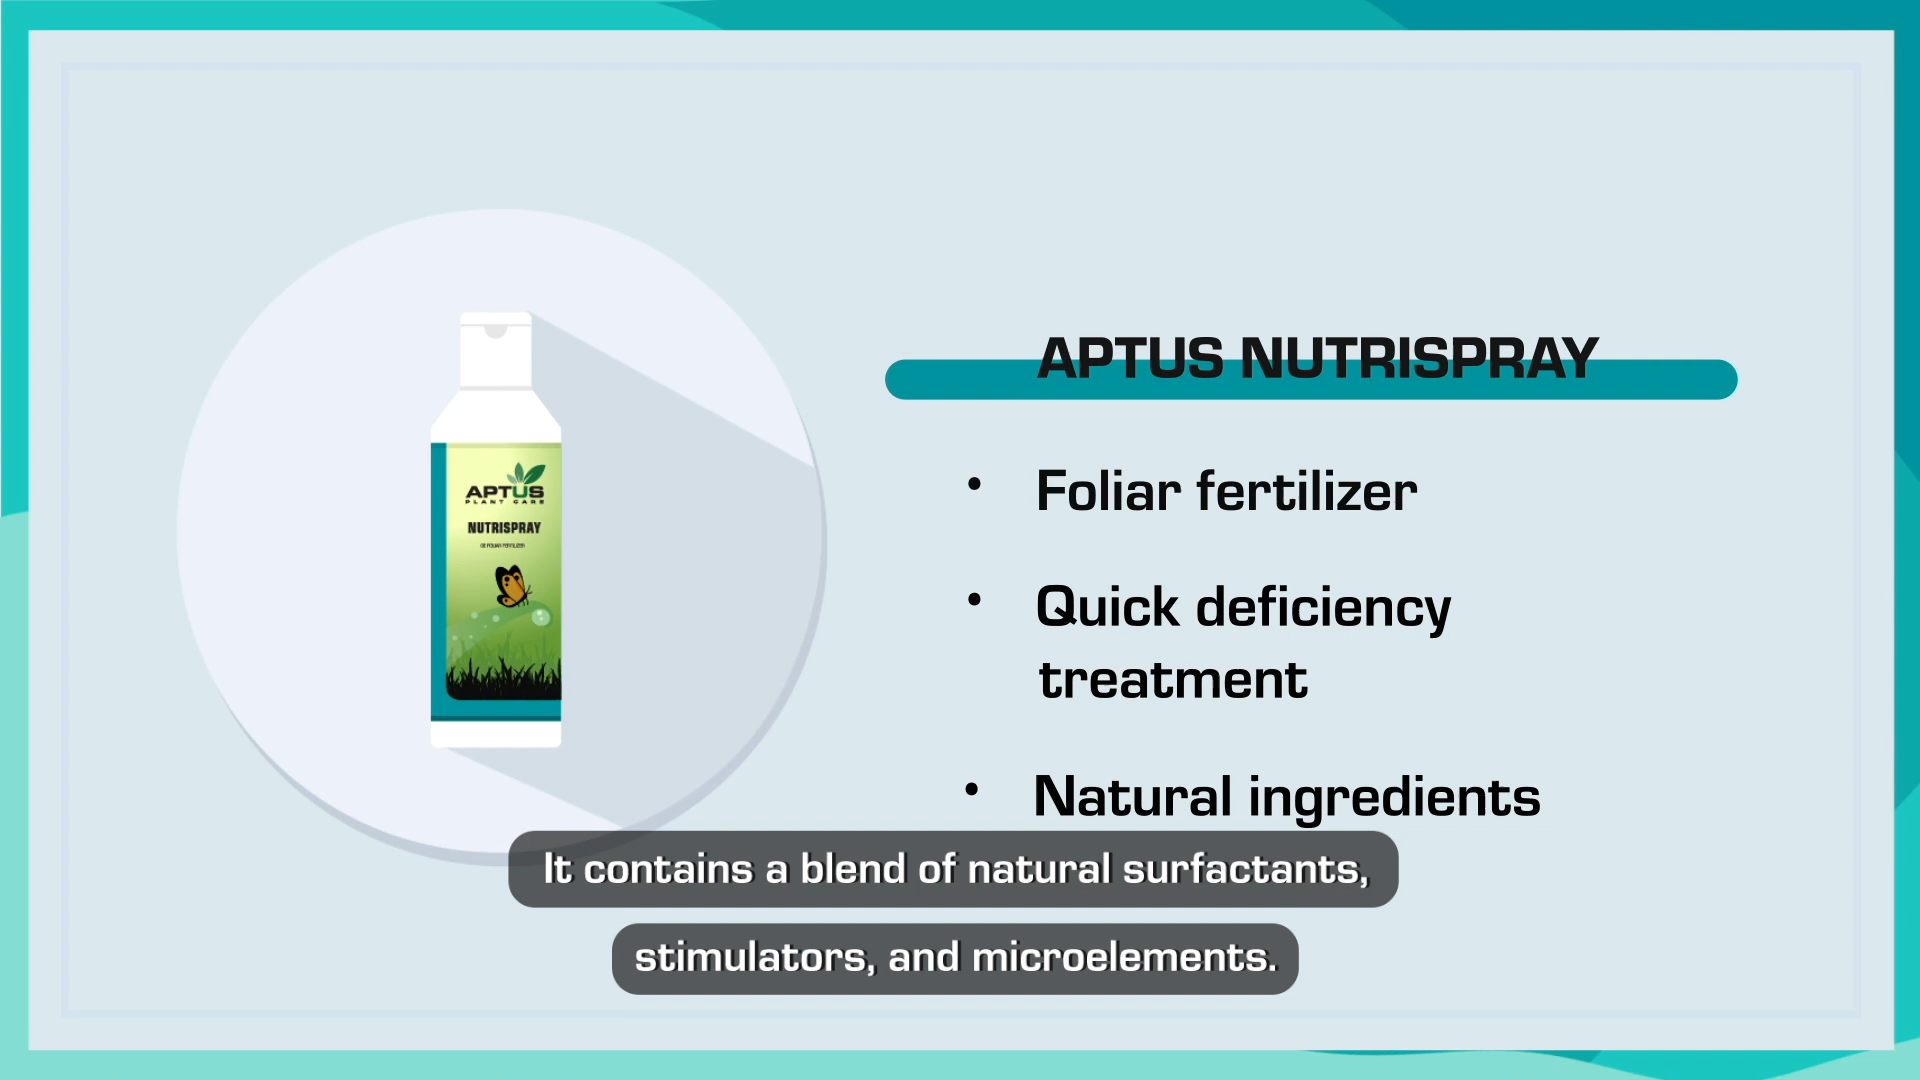 APTUS NUTRISPRAY
• Foliar fertilizer
• Quick deficiency
treatment
• Natural ingredients
APTUS
PLANT CARE
NUTRISPRAY
It contains a blend of natural surfactants,
stimulators, and microelements.